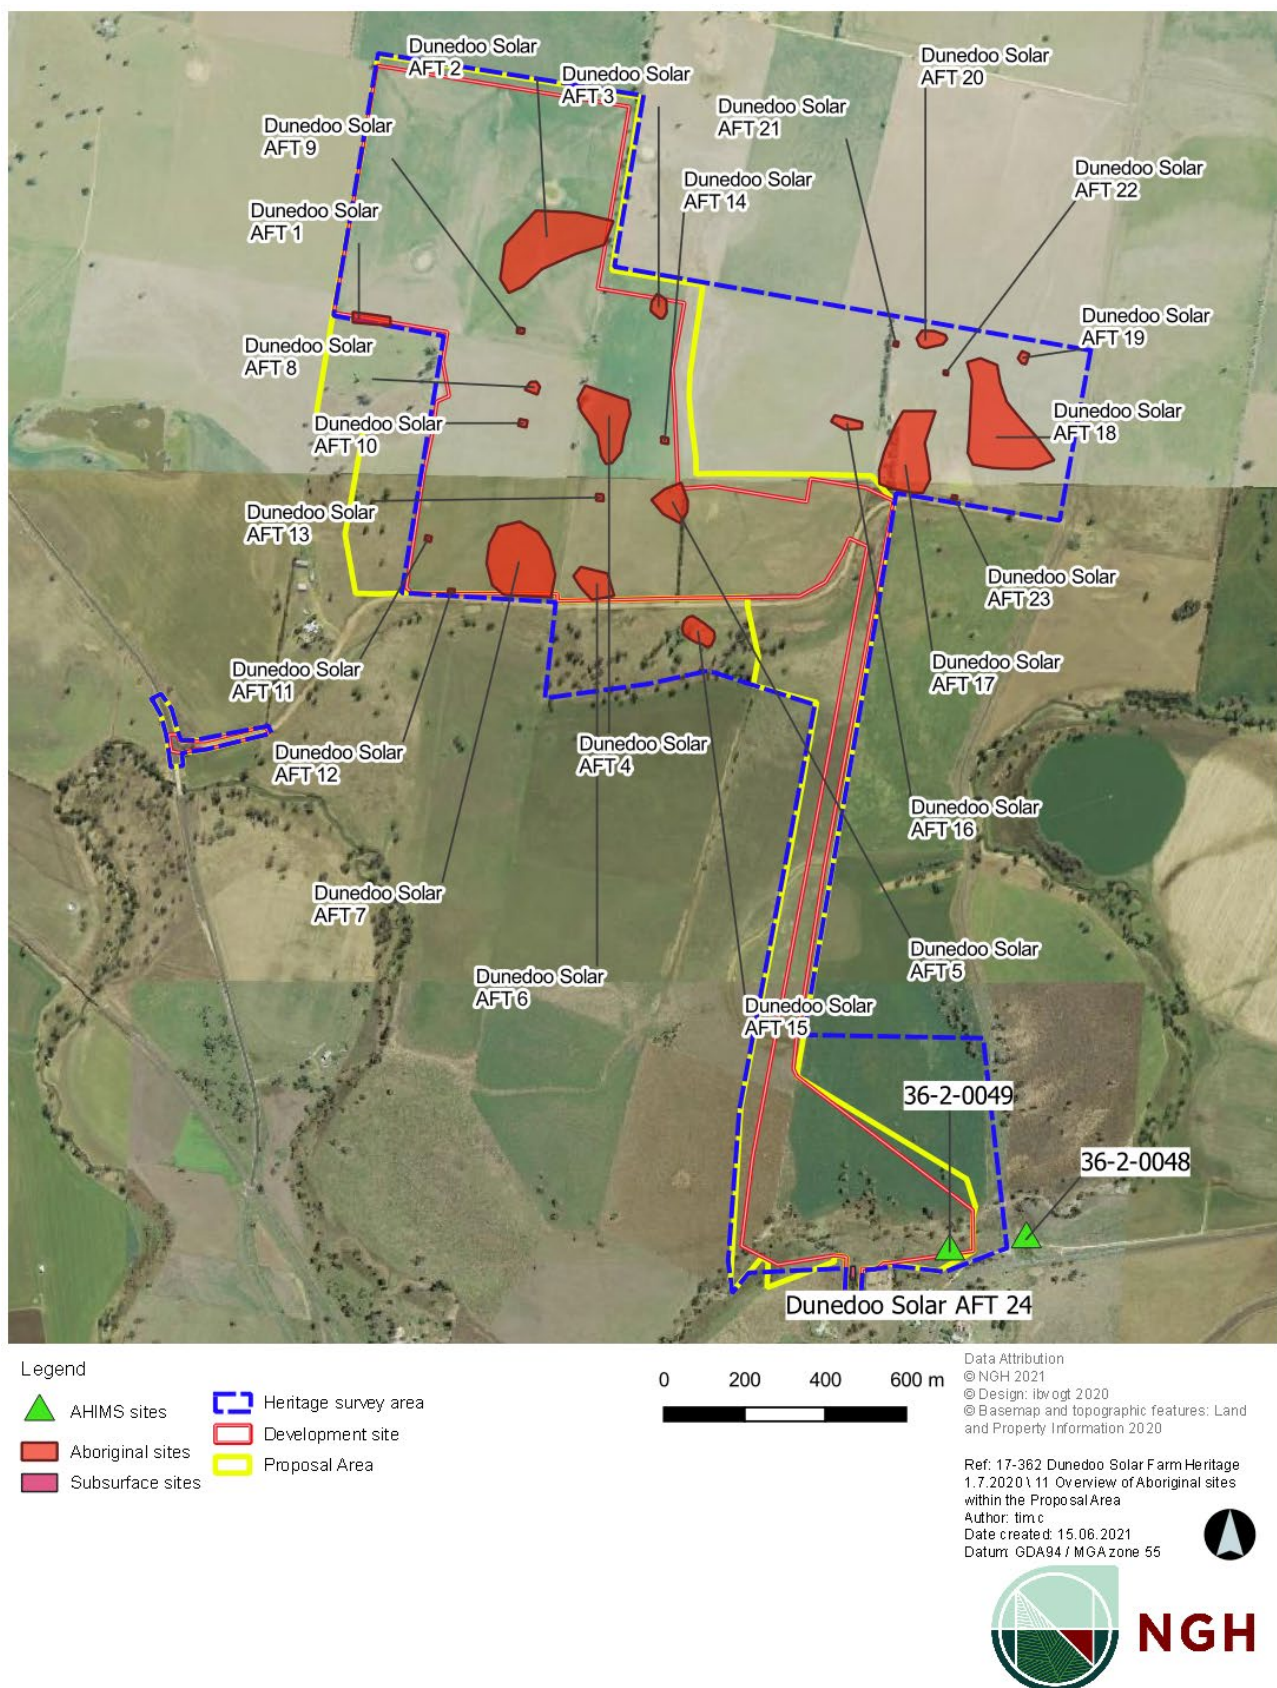 Dunedoo Solar
AFT 2
Dunedoo Solar
AFT 3
Dunedoo Solar
AFT 20
Dunedoo Solar
AFT 21
Dunedoo Solar
AFT 9
Dunedoo Solar
AFT 22
Dunedoo Solar
AFT 14
Dunedoo Solar
AFT 1
Dunedoo Solar
AFT 19
Dunedoo Solar
AFT 8
Dunedoo Solar
AFT 18
Dunedoo Solar
AFT 10
Dunedoo Solar
AFT 13
Dunedoo Solar
AFT 23
Dunedoo Solar
AFT 17
Dunedoo Solar
AFT 11
Dunedoo Solar
AFT 4
Dunedoo Solar
AFT 12
Dunedoo Solar
AFT 16
Dunedoo Solar
AFT 7
Dunedoo Solar
AFT 5
Dunedoo Solar
AFT 6
Dunedoo Solar
AFT 15
36-2-0049
36-2-0048
Dunedoo Solar AFT 24
Legend
AHIMS sites
Aboriginal sites
Subsurface sites
Heritage survey area
Development site
Proposal Area
0 200 400 600 m
Data Attribution
© NGH 2021
© Design: ibvogt 2020
© Basemap and topographic features: Land
and Property Information 2020
Ref: 17-362 Dunedoo Solar Farm Heritage
1.7.2020 \ 11 Overview of Aboriginal sites
within the Proposal Area
Author: tim.c
Date created: 15.06.2021
Datum: GDA94 / MGA zone 55
NGH